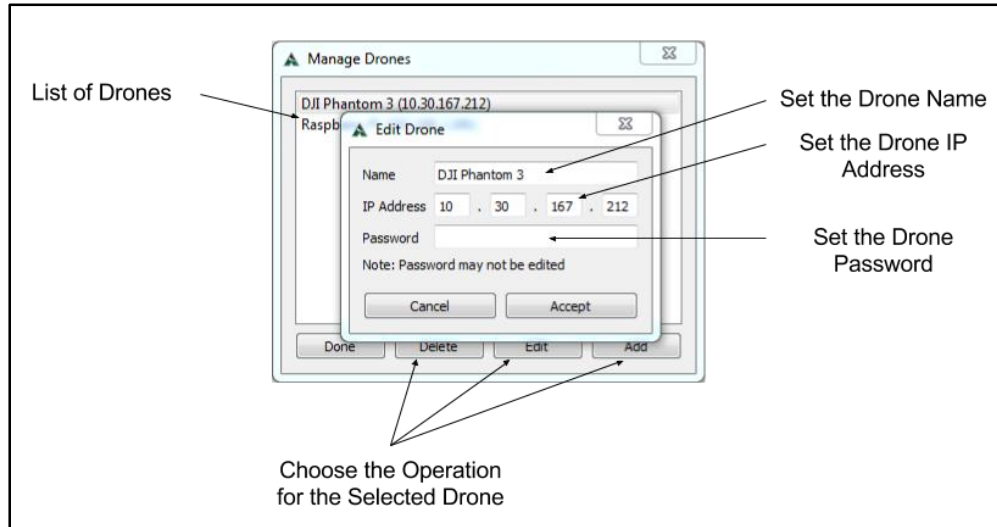 Manage Drones
List of Drones
DJI Phantom 3 (10.30.167.212)
Edit Drone
Set the Drone Name
Name DJI Phantom 3
Set the Drone IP
Address
IP Address 10 . 30 . 167 . 212
Password
Set the Drone
Password
Note: Password may not be edited
Cancel Accept
Done Delete Edit Add
Choose the Operation
for the Selected Drone